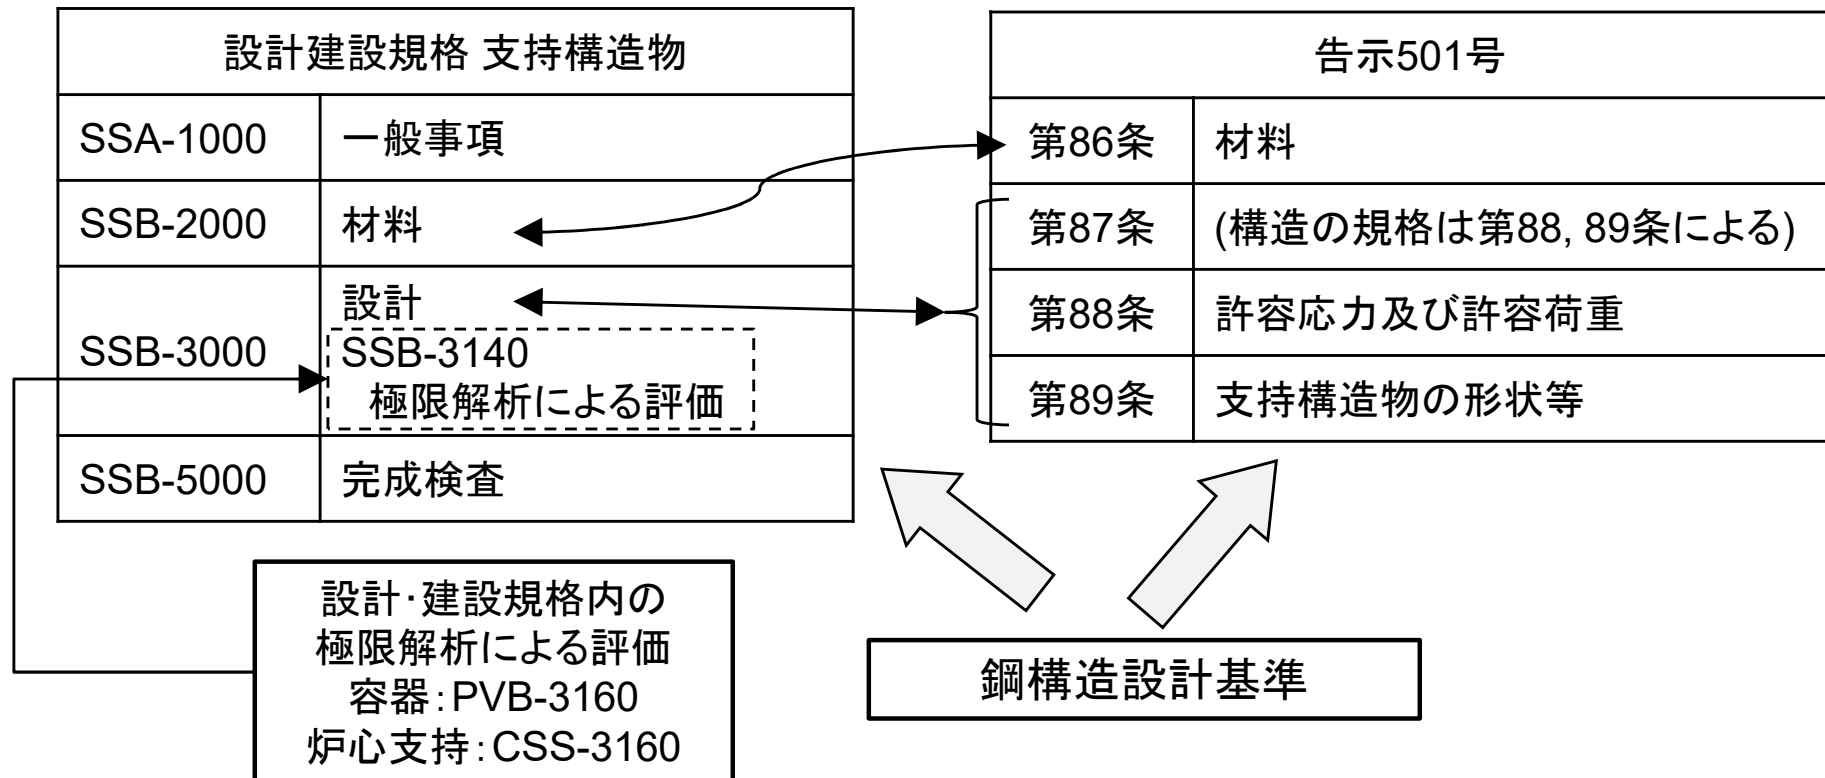 設計建設規格 支持構造物
SSA-1000 一般事項
SSB-2000 材料
SSB-3000 設計
SSB-3140
極限解析による評価
SSB-5000 完成検査
告示501号
第86条 材料
第87条 (構造の規格は第88, 89条による)
第88条 許容応力及び許容荷重
第89条 支持構造物の形状等
設計・建設規格内の
極限解析による評価
容器：PVB-3160
炉心支持：CSS-3160
鋼構造設計基準